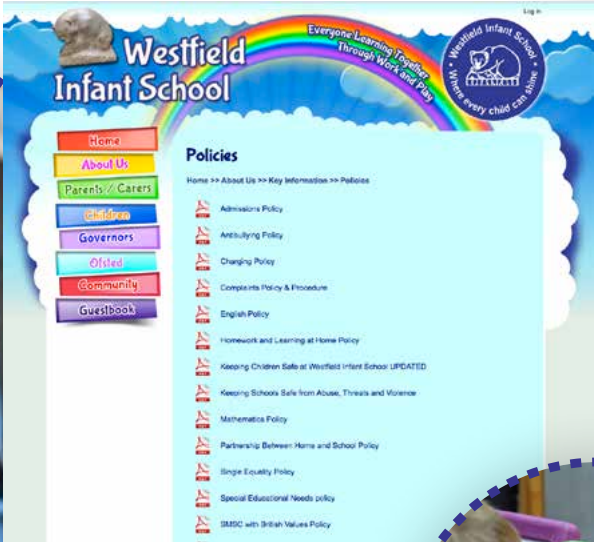 Log in
Westfield
Infant School
Everyone Learning Together
Through Work and Play
Westfield Infant School • Where every child can shine •
Home
About Us
Parents / Carers
Children
Governors
Ofsted
Community
Guestbook
Policies
Home >> About Us >> Key Information >> Policies
Admissions Policy
Antibullying Policy
Charging Policy
Complaints Policy & Procedure
English Policy
Homework and Learning at Home Policy
Keeping Children Safe at Westfield Infant School UPDATED
Keeping Schools Safe from Abuse, Threats and Violence
Mathematics Policy
Partnership Between Home and School Policy
Single Equality Policy
Special Educational Needs policy
SMSC with British Values Policy